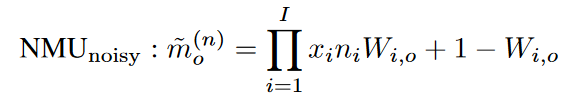 NMU_noisy : m̃_o^(n) = ∏_{i=1}^{I} x_i n_i W_{i,o} + 1 − W_{i,o}